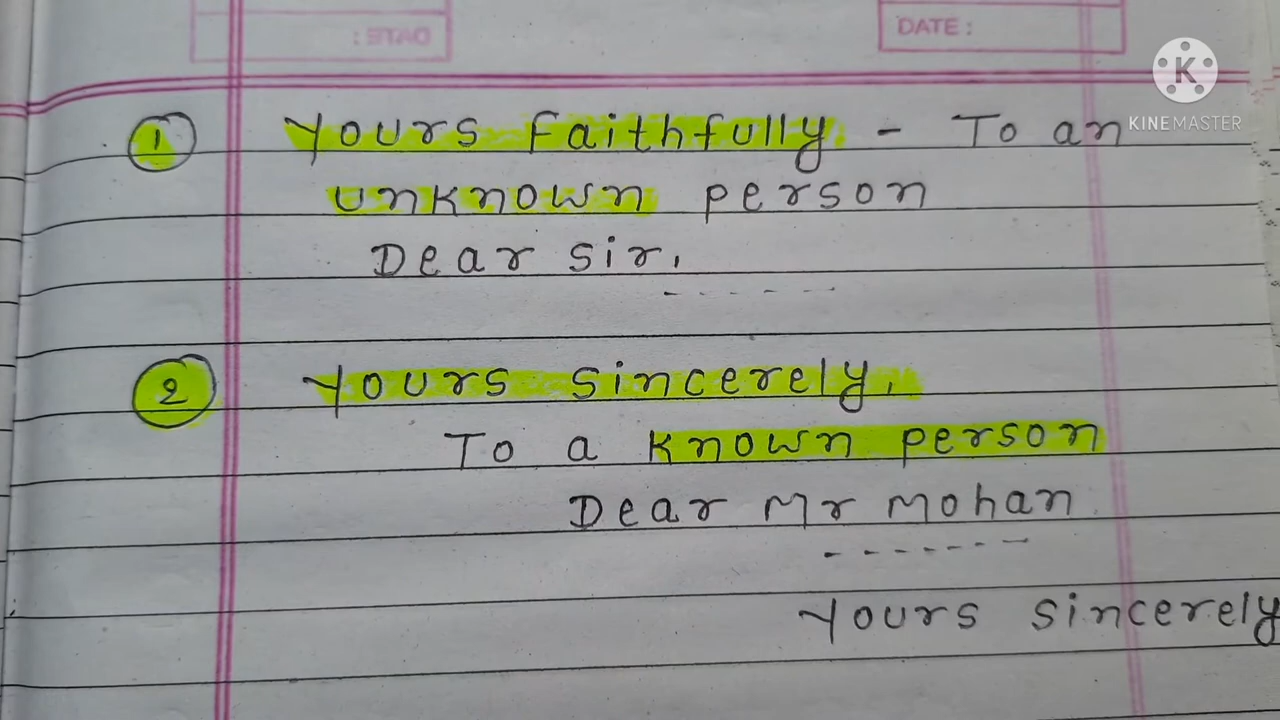 DATE :
DATE :
KINEMASTER
① Yours Faithfully - To an
unknown person
Dear Sir,
② Yours sincerely,
To a known person
Dear Mr Mohan
Yours sincerely